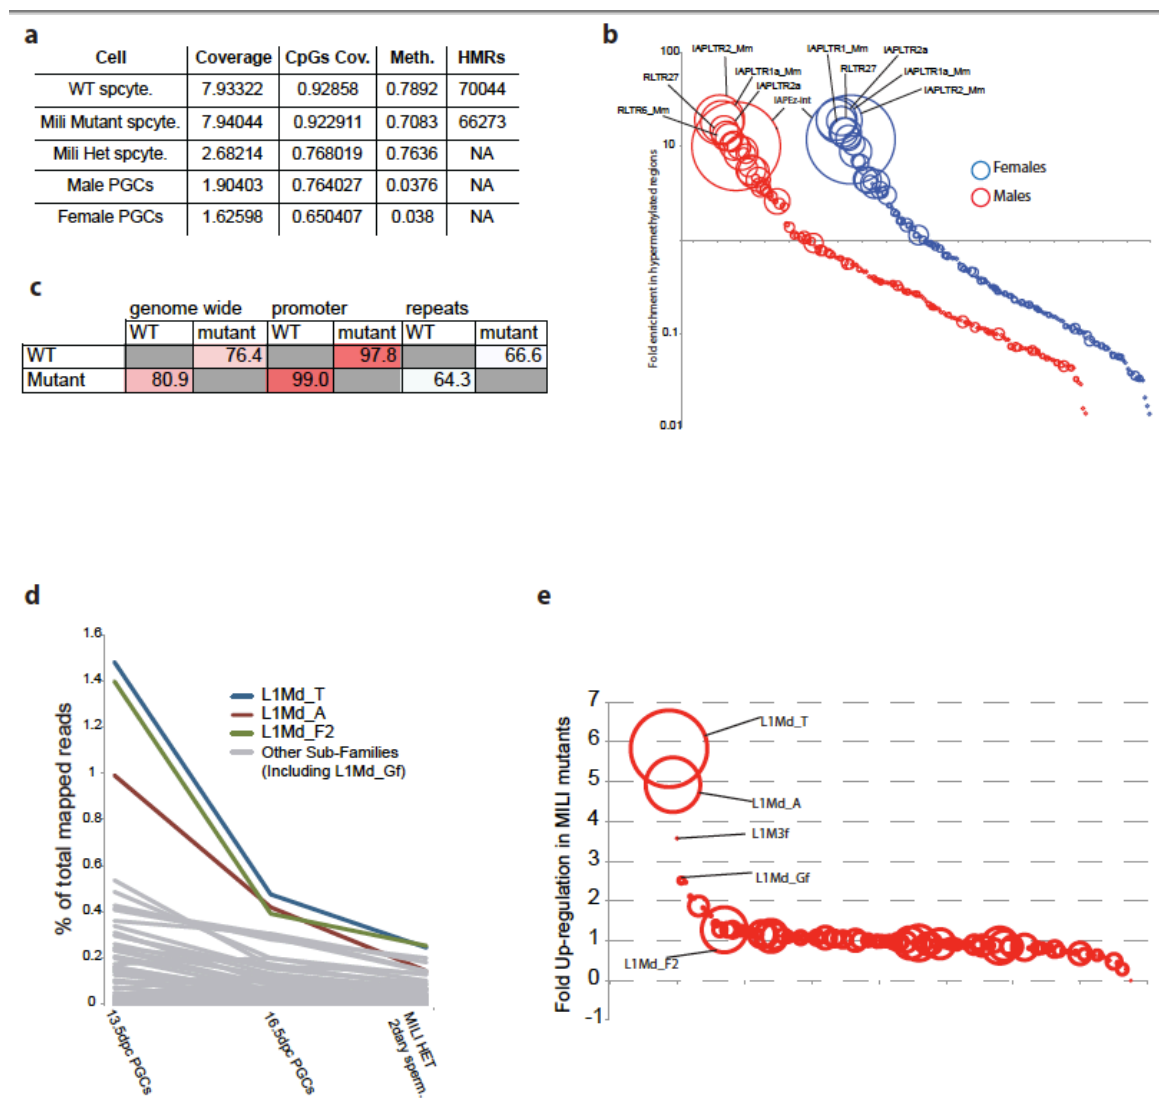 a
Cell Coverage CpGs Cov. Meth. HMRs
WT spcyte. 7.93322 0.92858 0.7892 70044
Mili Mutant spcyte. 7.94044 0.922911 0.7083 66273
Mili Het spcyte. 2.68214 0.768019 0.7636 NA
Male PGCs 1.90403 0.764027 0.0376 NA
Female PGCs 1.62598 0.650407 0.038 NA
b
Fold enrichment in hypermethylated regions
100
10
0.1
0.01
IAPLTR2_Mm
RLTR27
IAPLTR1a_Mm
IAPLTR2a
RLTR6_Mm
IAPEz-int
IAPLTR1_Mm
IAPLTR2a
RLTR27
IAPLTR1a_Mm
IAPLTR2_Mm
Females
Males
c
genome wide promoter repeats
WT mutant WT mutant WT mutant
WT 76.4 97.8 66.6
Mutant 80.9 99.0 64.3
d
% of total mapped reads
1.6
1.4
1.2
1
0.8
0.6
0.4
0.2
0
L1Md_T
L1Md_A
L1Md_F2
Other Sub-Families
(Including L1Md_Gf)
13.5dpc PGCs
16.5dpc PGCs
MILI HET
2dary sperm.
e
Fold Up-regulation in MILI mutants
7
6
5
4
3
2
1
0
-1
L1Md_T
L1Md_A
L1M3f
L1Md_Gf
L1Md_F2